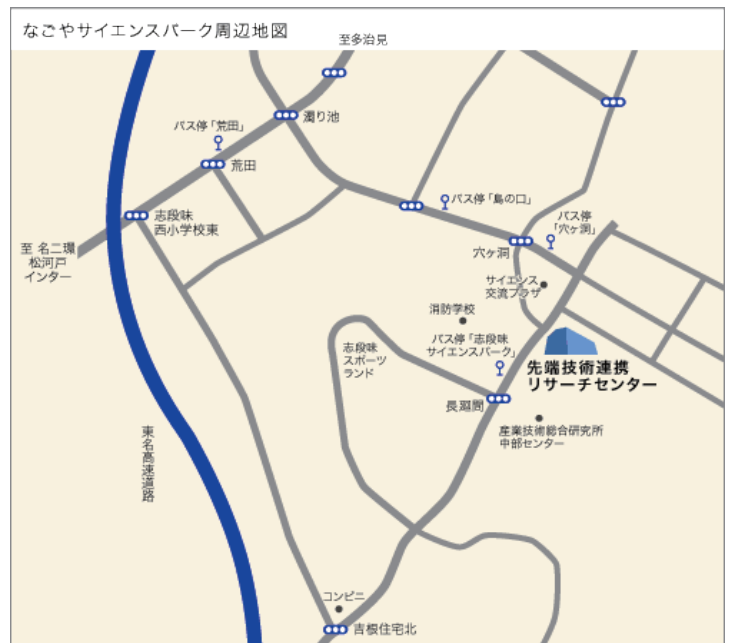 なごやサイエンスパーク周辺地図
至多治見
濁り池
バス停「荒田」
荒田
志段味
西小学校東
至 名二環
松河戸
インター
バス停「島の口」
バス停
「穴ヶ洞」
穴ヶ洞
サイエンス
交流プラザ
消防学校
バス停「志段味
サイエンスパーク」
志段味
スポーツ
ランド
先端技術連携
リサーチセンター
長廻間
産業技術総合研究所
中部センター
東名高速道路
コンビニ
吉根住宅北